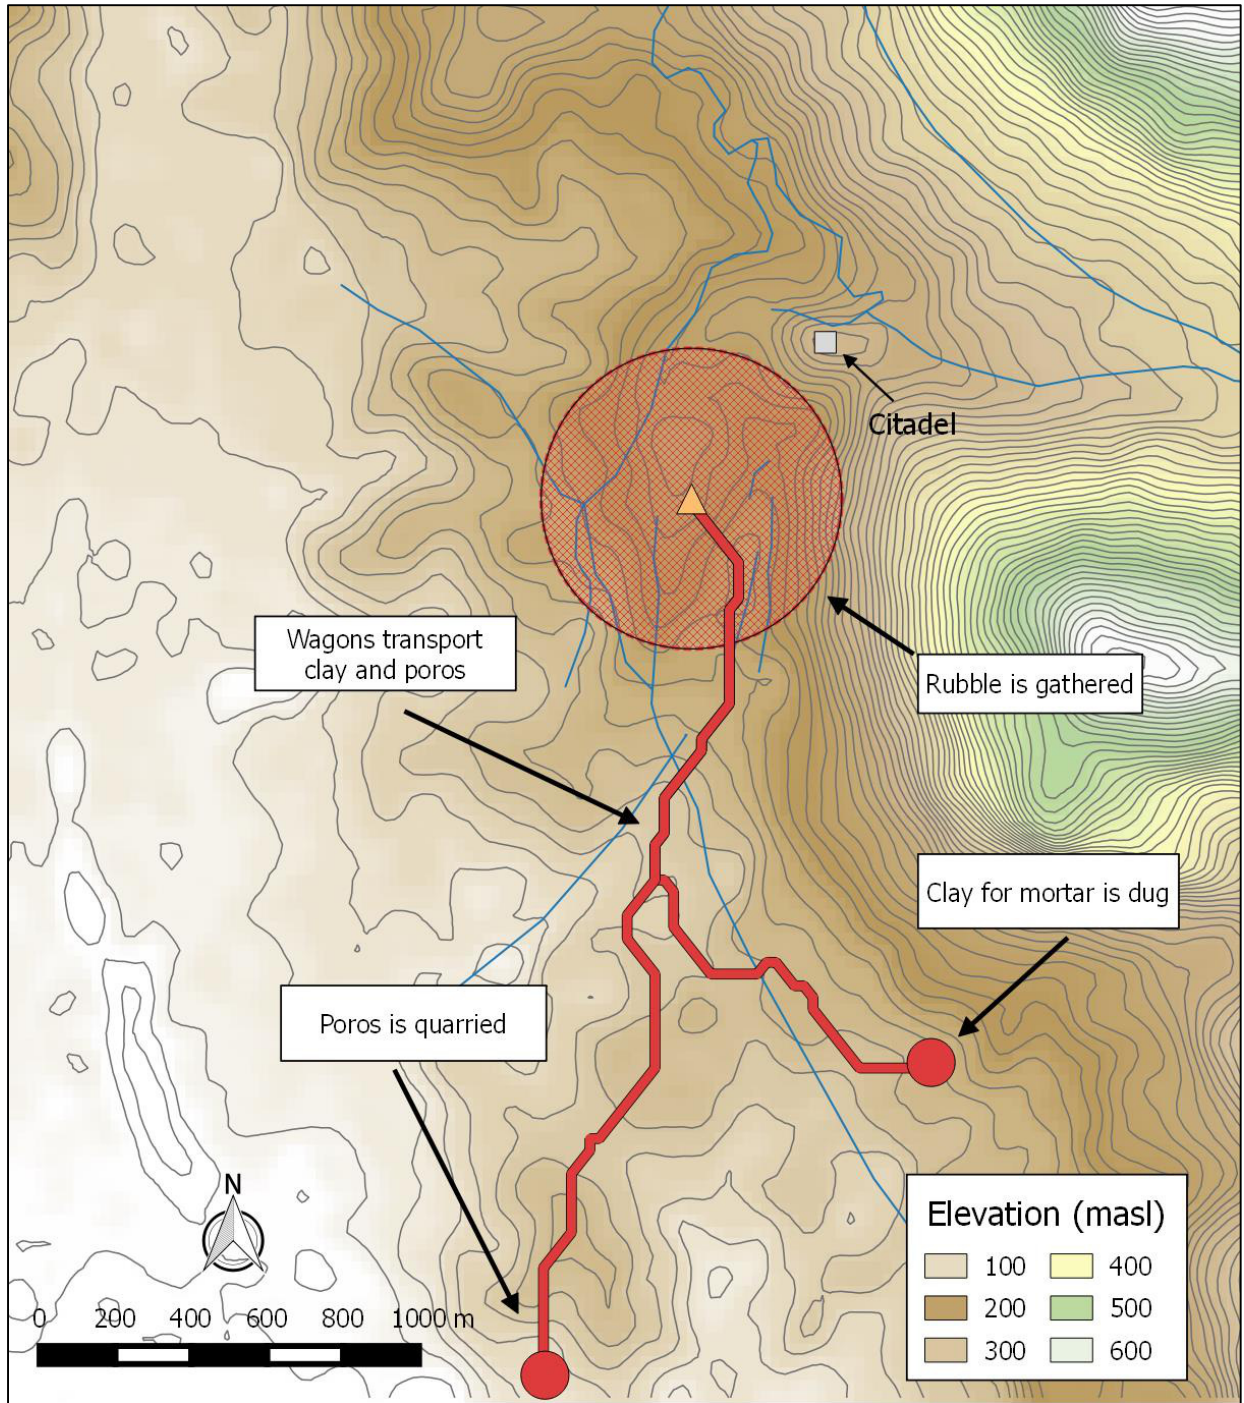 Citadel
Wagons transport
clay and poros
Rubble is gathered
Clay for mortar is dug
Poros is quarried
N
0 200 400 600 800 1000 m
Elevation (masl)
100 400
200 500
300 600